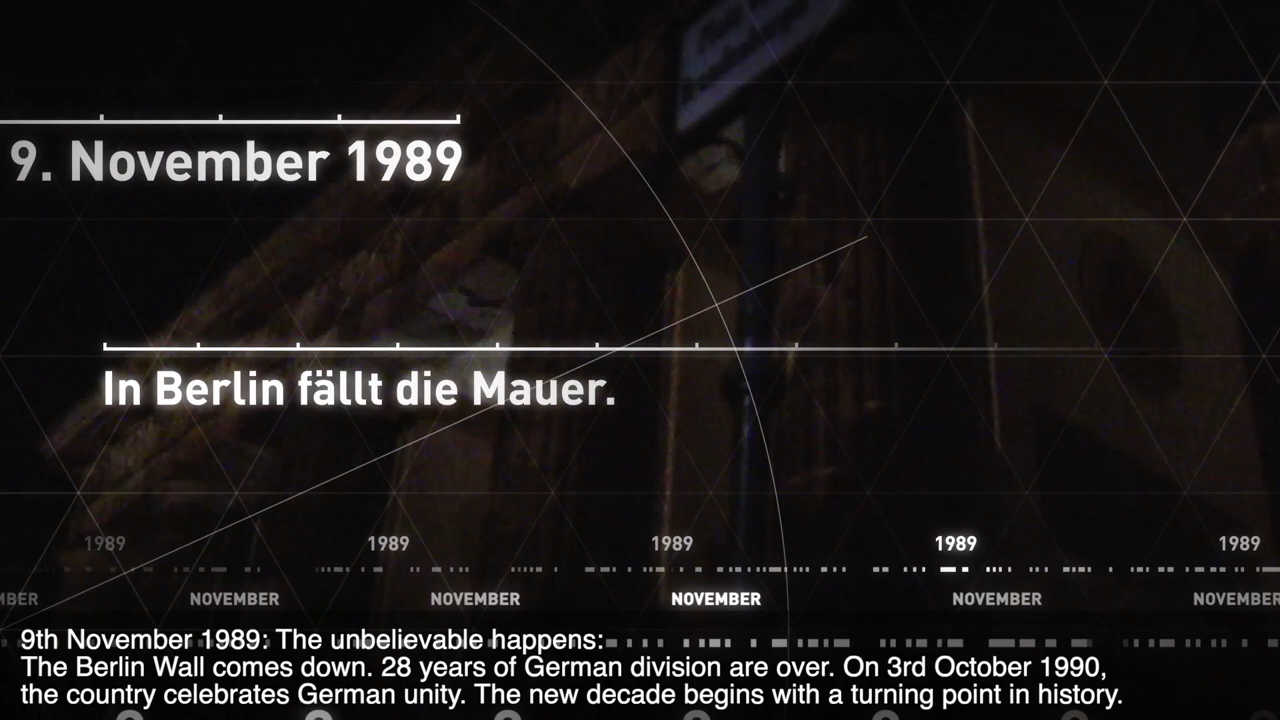 9. November 1989
In Berlin fällt die Mauer.
1989 1989 1989 1989 1989
NOVEMBER NOVEMBER NOVEMBER NOVEMBER
9th November 1989: The unbelievable happens:
The Berlin Wall comes down. 28 years of German division are over. On 3rd October 1990,
the country celebrates German unity. The new decade begins with a turning point in history.